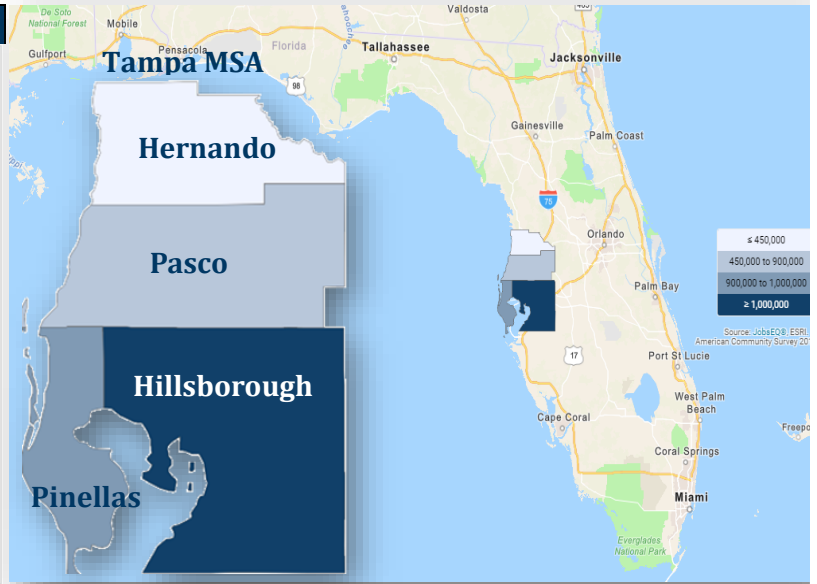 De Soto
National Forest
Mobile
Gulfport
Pensacola
Florida
Tallahassee
Valdosta
Jacksonville
Tampa MSA
98
Gainesville
Palm Coast
Hernando
75
Orlando
Pasco
Palm Bay
≤ 450,000
450,000 to 900,000
900,000 to 1,000,000
≥ 1,000,000
Source: JobsEQ®, ESRI,
American Community Survey 20
17
Port St Lucie
Hillsborough
West Palm
Beach
Cape Coral
Freepo
Coral Springs
Pinellas
Miami
Everglades
National Park